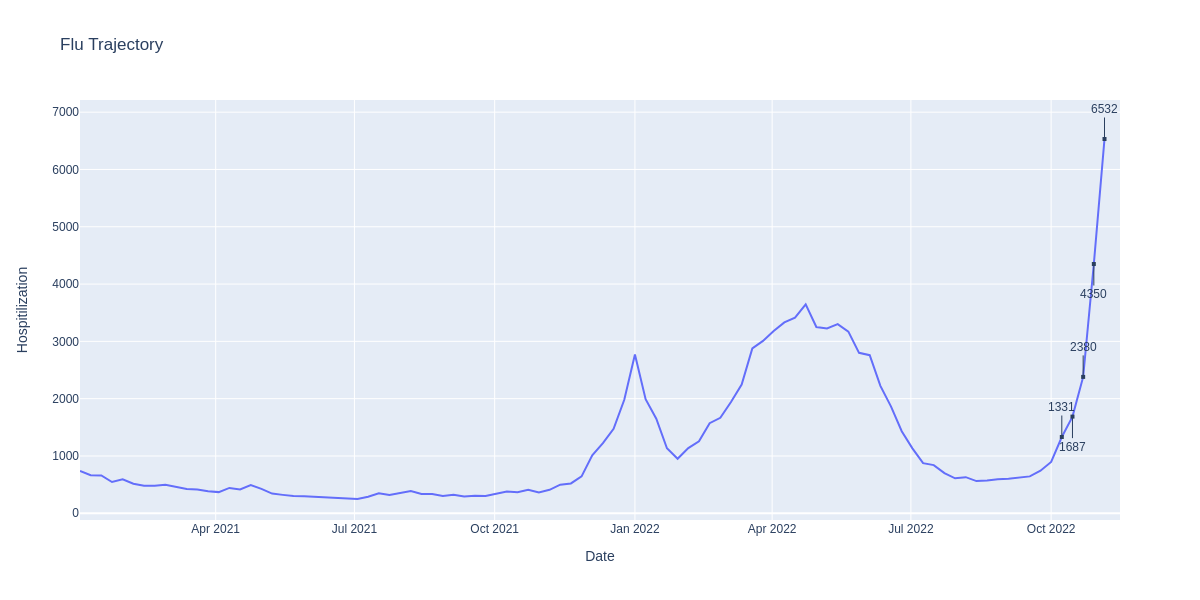 Flu Trajectory
7000
6000
5000
4000
3000
2000
1000
0
Hospitilization
6532
4350
2380
1331
1687
Apr 2021
Jul 2021
Oct 2021
Jan 2022
Apr 2022
Jul 2022
Oct 2022
Date